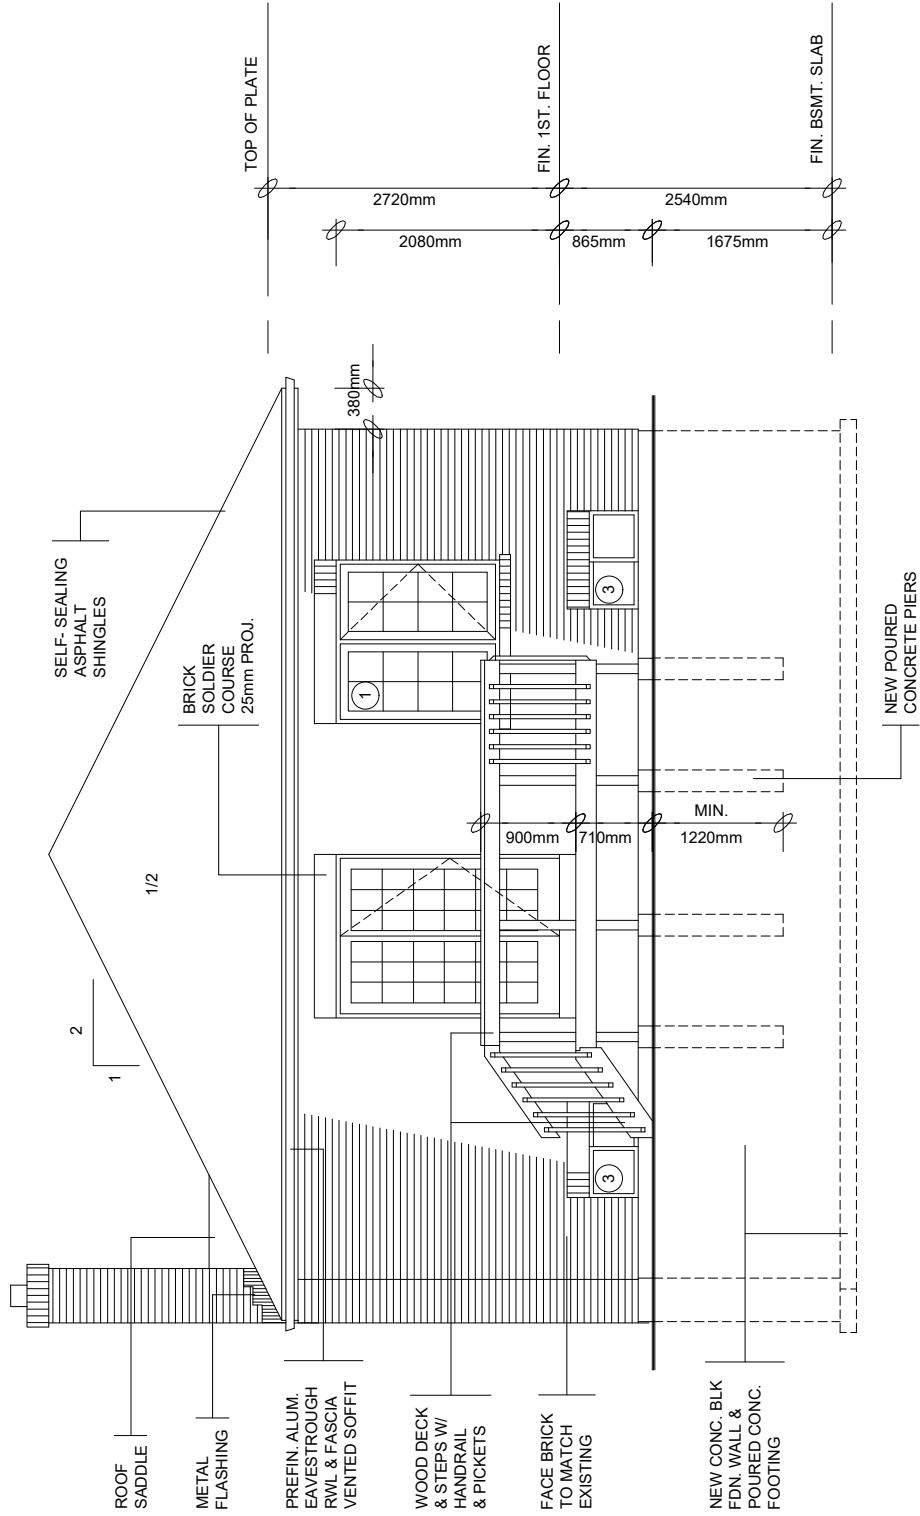 ROOF
SADDLE
METAL
FLASHING
PREFIN. ALUM.
EAVESTROUGH
RWL & FASCIA
VENTED SOFFIT
WOOD DECK
& STEPS W/
HANDRAIL
& PICKETS
FACE BRICK
TO MATCH
EXISTING
NEW CONC. BLK
FDN. WALL &
POURED CONC.
FOOTING
2
1
1/2
3
BRICK
SOLDIER
COURSE
25mm PROJ.
SELF- SEALING
ASPHALT
SHINGLES
1
3
900mm
710mm
MIN.
1220mm
NEW POURED
CONCRETE PIERS
380mm
TOP OF PLATE
FIN. 1ST. FLOOR
FIN. BSMT. SLAB
2720mm
2540mm
2080mm
865mm
1675mm